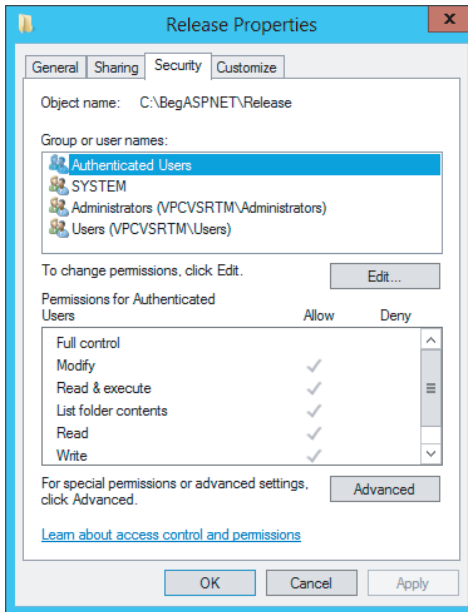 Release Properties
x
General Sharing Security Customize
Object name: C:\BegASPNET\Release
Group or user names:
Authenticated Users
SYSTEM
Administrators (VPCVSRTM\Administrators)
Users (VPCVSRTM\Users)
To change permissions, click Edit.
Edit...
Permissions for Authenticated
Users Allow Deny
Full control
Modify
Read & execute
List folder contents
Read
Write
For special permissions or advanced settings,
click Advanced.
Advanced
Learn about access control and permissions
OK Cancel Apply